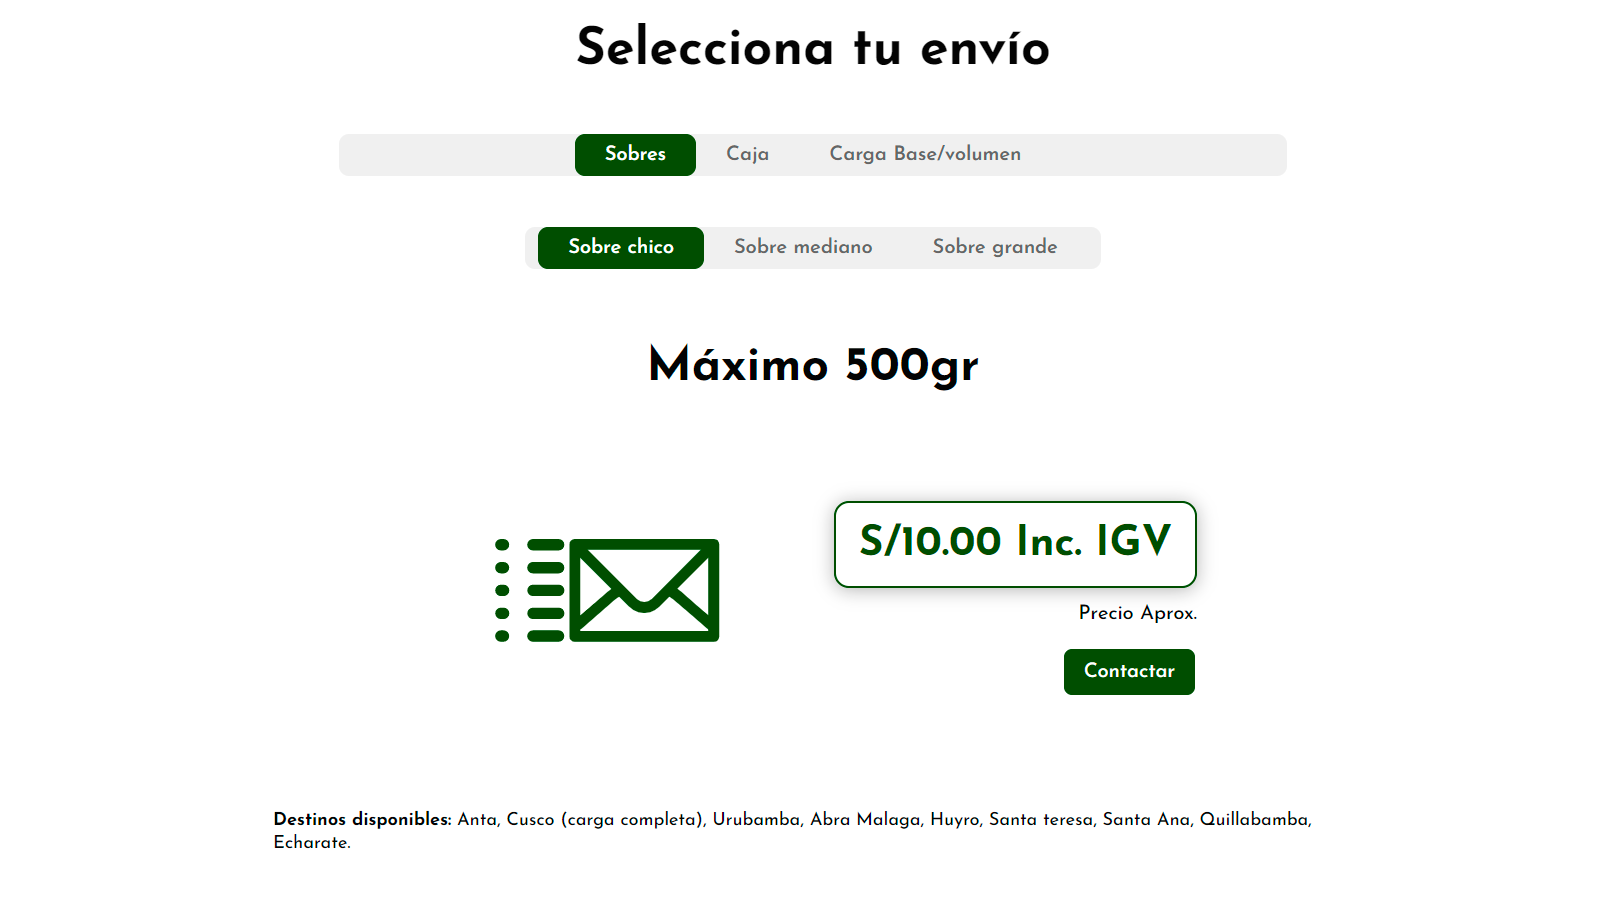 Selecciona tu envío
Sobres Caja Carga Base/volumen
Sobre chico Sobre mediano Sobre grande
Máximo 500gr
S/10.00 Inc. IGV
Precio Aprox.
Contactar
Destinos disponibles: Anta, Cusco (carga completa), Urubamba, Abra Malaga, Huyro, Santa teresa, Santa Ana, Quillabamba,
Echarate.